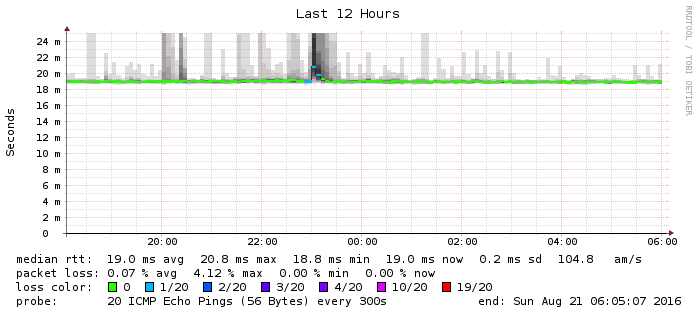 Last 12 Hours
RRDTOOL / TOBI OETIKER
Seconds
24 m
22 m
20 m
18 m
16 m
14 m
12 m
10 m
8 m
6 m
4 m
2 m
0
20:00 22:00 00:00 02:00 04:00 06:00
median rtt: 19.0 ms avg 20.8 ms max 18.8 ms min 19.0 ms now 0.2 ms sd 104.8 am/s
packet loss: 0.07 % avg 4.12 % max 0.00 % min 0.00 % now
loss color: 0 1/20 2/20 3/20 4/20 10/20 19/20
probe: 20 ICMP Echo Pings (56 Bytes) every 300s end: Sun Aug 21 06:05:07 2016